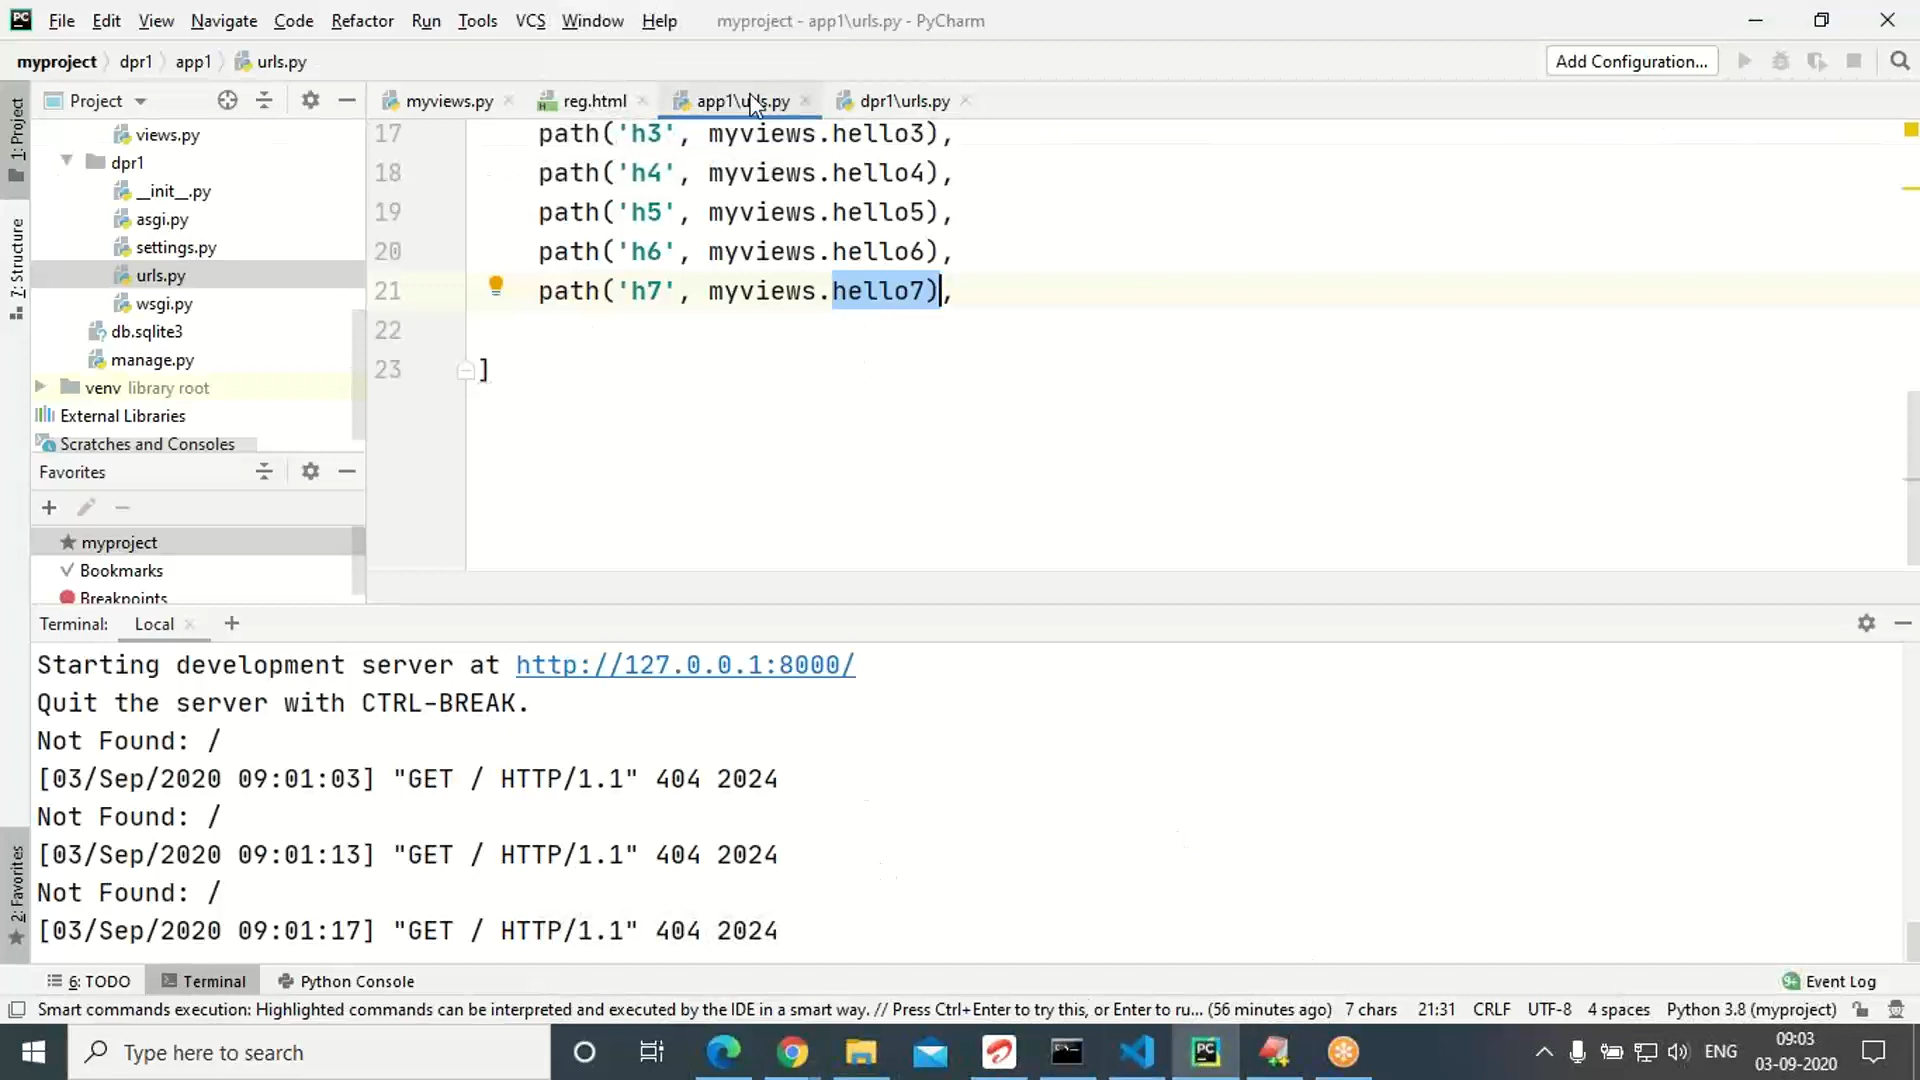 PC File Edit View Navigate Code Refactor Run Tools VCS Window Help myproject - app1\urls.py - PyCharm
myproject dpr1 app1 urls.py Add Configuration...
1: Project
7: Structure
2: Favorites
Project
views.py
dpr1
__init__.py
asgi.py
settings.py
urls.py
wsgi.py
db.sqlite3
manage.py
venv library root
External Libraries
Scratches and Consoles
Favorites
myproject
Bookmarks
Breakpoints
myviews.py reg.html app1\urls.py dpr1\urls.py
17 path('h3', myviews.hello3),
18 path('h4', myviews.hello4),
19 path('h5', myviews.hello5),
20 path('h6', myviews.hello6),
21 path('h7', myviews.hello7),
22
23 ]
Terminal: Local
Starting development server at http://127.0.0.1:8000/
Quit the server with CTRL-BREAK.
Not Found: /
[03/Sep/2020 09:01:03] "GET / HTTP/1.1" 404 2024
Not Found: /
[03/Sep/2020 09:01:13] "GET / HTTP/1.1" 404 2024
Not Found: /
[03/Sep/2020 09:01:17] "GET / HTTP/1.1" 404 2024
6: TODO Terminal Python Console 9+ Event Log
Smart commands execution: Highlighted commands can be interpreted and executed by the IDE in a smart way. // Press Ctrl+Enter to try this, or Enter to ru... (56 minutes ago) 7 chars 21:31 CRLF UTF-8 4 spaces Python 3.8 (myproject)
Type here to search PC ENG 09:03
03-09-2020